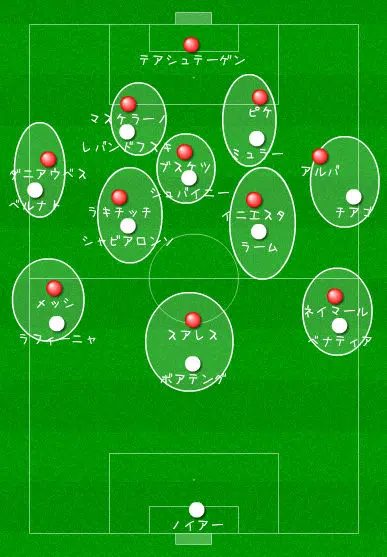 テアシュテーゲン
マスケラーノ
ピケ
レバンドフスキ
ミュラー
ダニアウベス
ブスケツ
アルバ
ベルナト
シュバイニー
チアゴ
ラキチッチ
イニエスタ
シャビアロンソ
ラーム
メッシ
ネイマール
ラフィーニャ
スアレス
ベナティア
ボアテング
ノイアー